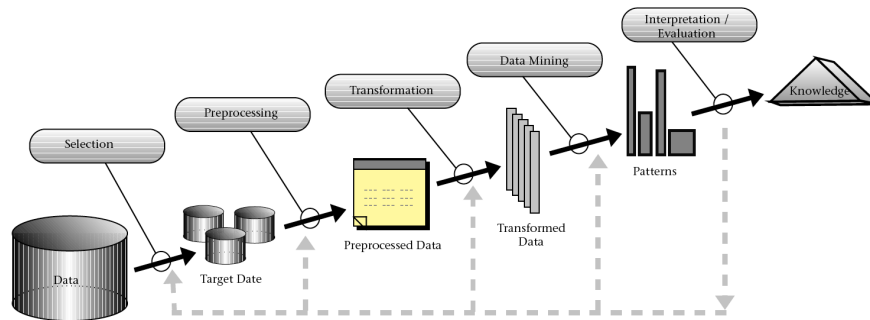 Interpretation /
Evaluation
Data Mining
Transformation
Preprocessing
Selection
Data
Target Date
Preprocessed Data
Transformed
Data
Patterns
Knowledge